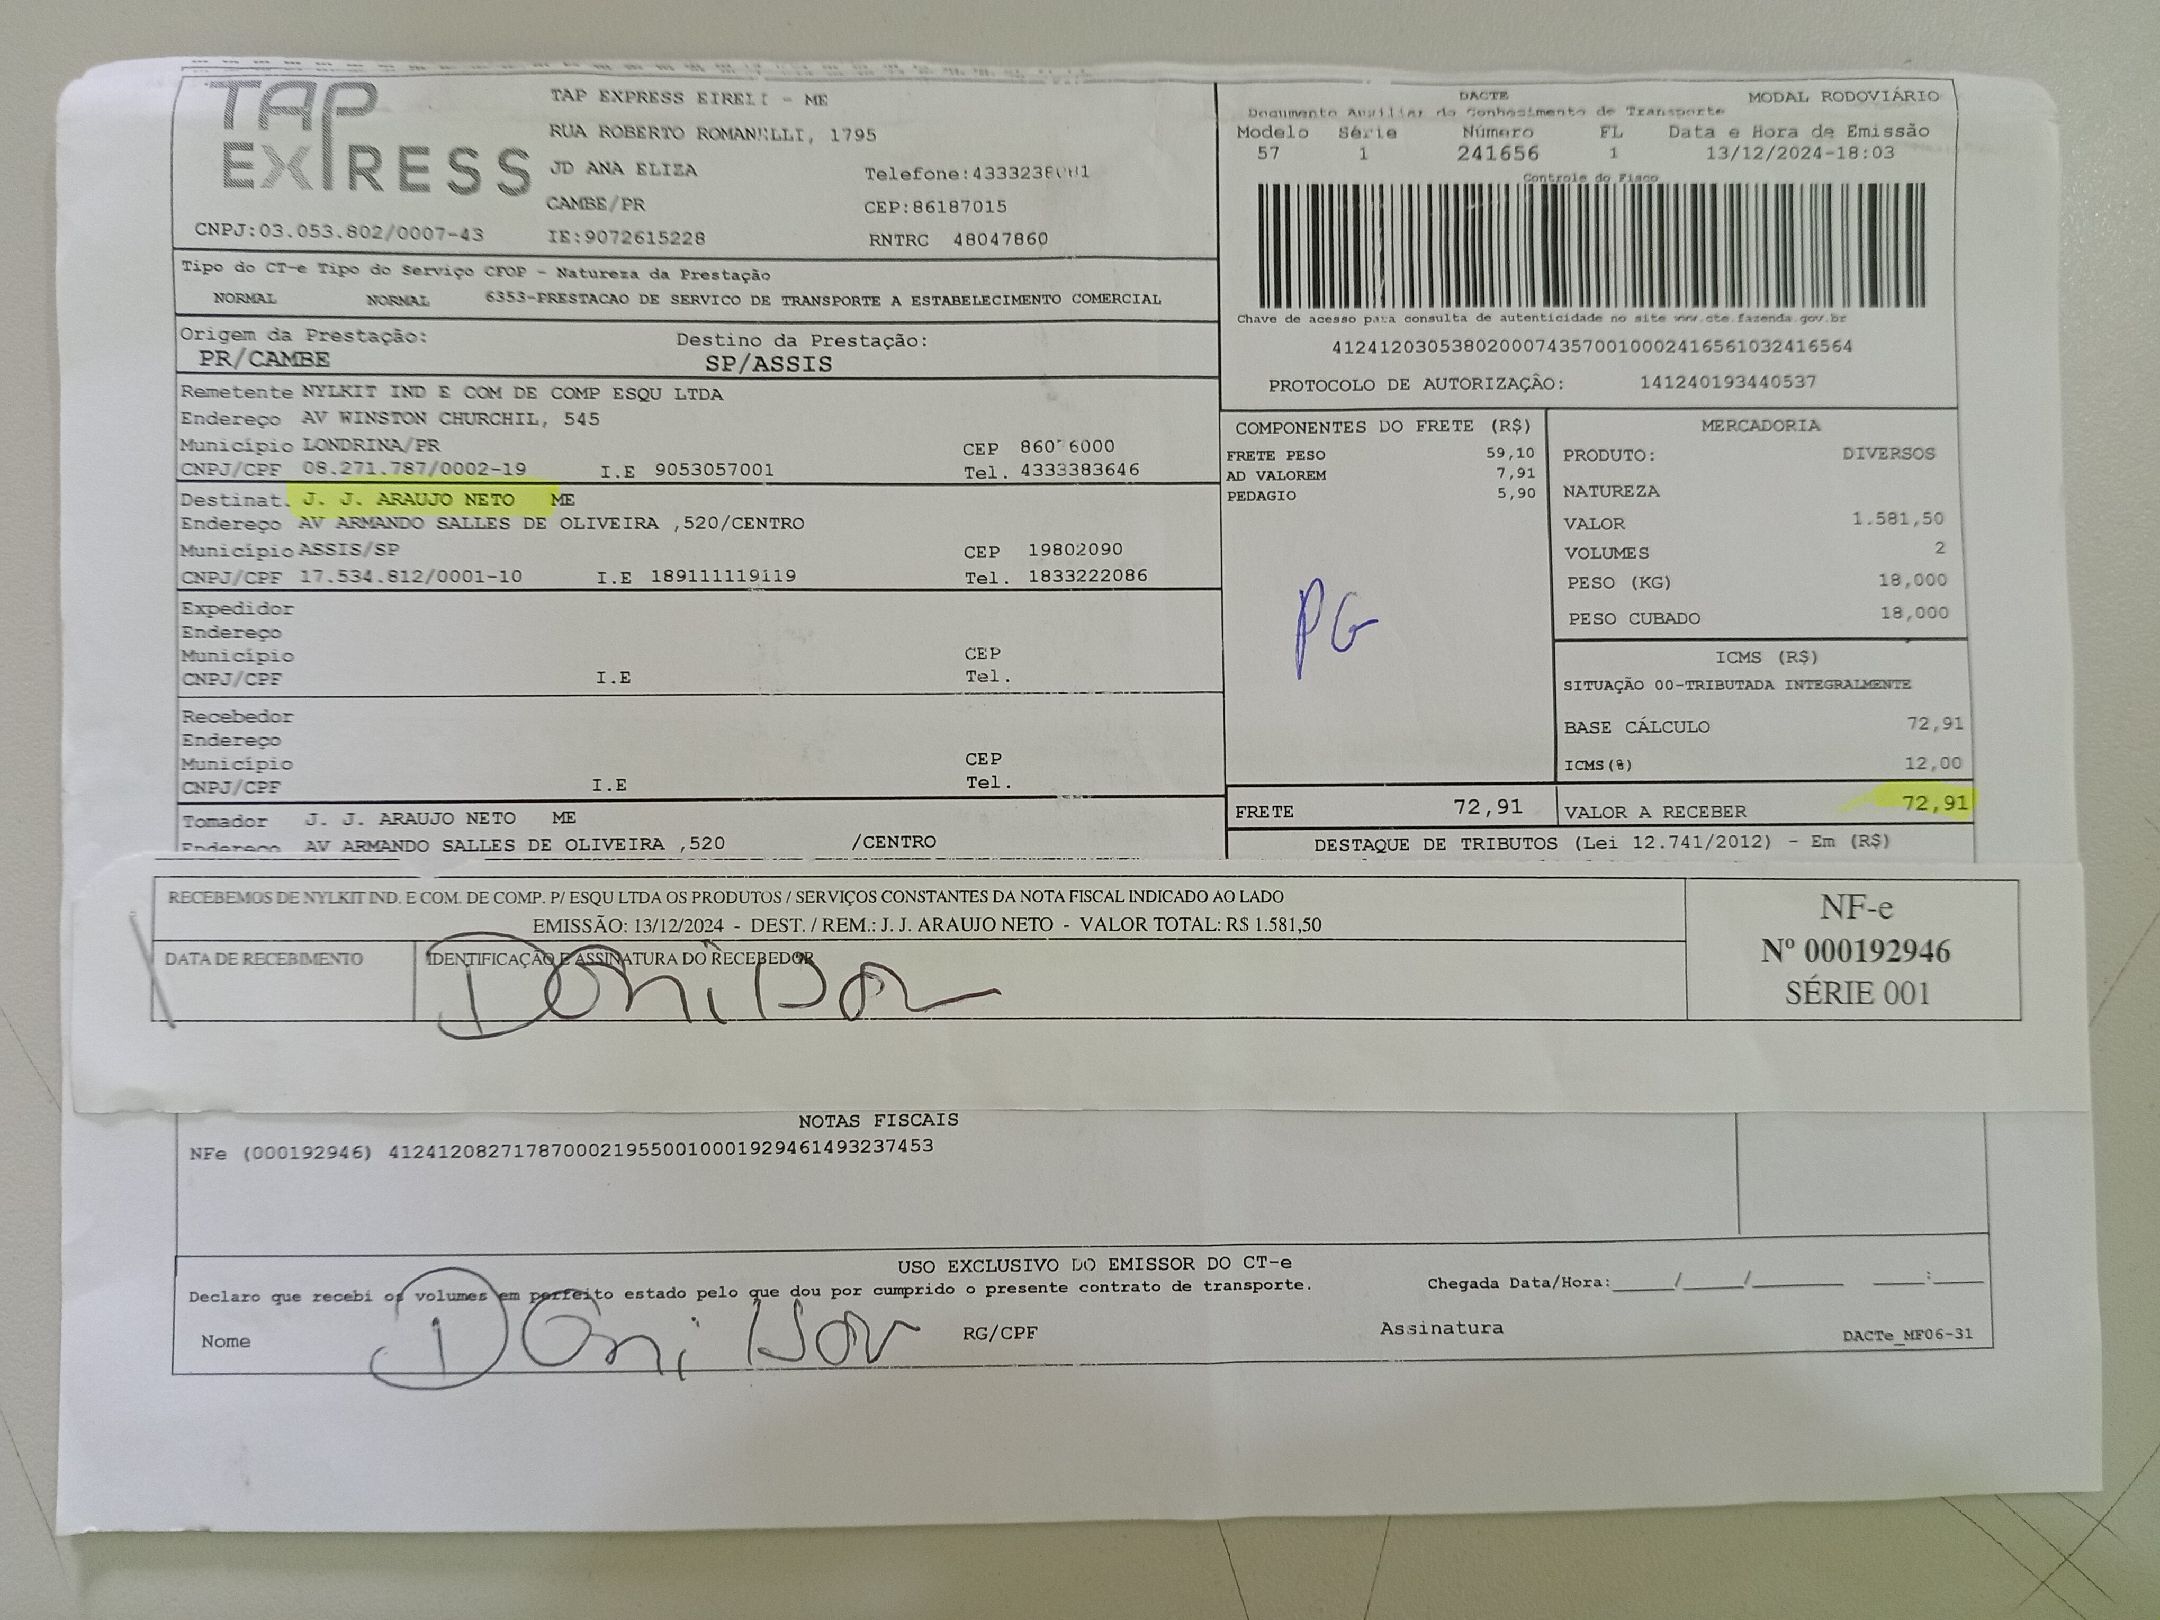 TAP EXPRESS
TAP EXPRESS EIRELI - ME
RUA ROBERTO ROMANELLI, 1795
JD ANA ELIZA
CAMBE/PR
CEP:86187015
CNPJ:03.053.802/0007-43 IE:9072615228 RNTRC 48047860
DACTE MODAL RODOVIÁRIO
Documento Auxiliar do Conhecimento de Transporte
Modelo Série Número FL Data e Hora de Emissão
57 1 241656 1 13/12/2024-18:03
Controle do Fisco
Chave de acesso para consulta de autenticidade no site www.cte.fazenda.gov.br
41241203053802000743570010002416561032416564
PROTOCOLO DE AUTORIZAÇÃO: 141240193440537
Tipo do CT-e Tipo do Serviço CFOP - Natureza da Prestação
NORMAL NORMAL 6353-PRESTACAO DE SERVICO DE TRANSPORTE A ESTABELECIMENTO COMERCIAL
Origem da Prestação: Destino da Prestação:
PR/CAMBE SP/ASSIS
Remetente NYLKIT IND E COM DE COMP ESQU LTDA
Endereço AV WINSTON CHURCHIL, 545
Município LONDRINA/PR CEP
CNPJ/CPF 08.271.787/0002-19 I.E 9053057001 Tel. 4333383646
Destinat. J. J. ARAUJO NETO ME
Endereço AV ARMANDO SALLES DE OLIVEIRA ,520/CENTRO
Município ASSIS/SP CEP 19802090
CNPJ/CPF 17.534.812/0001-10 I.E 189111119119 Tel. 1833222086
Expedidor
Endereço
Município CEP
CNPJ/CPF I.E Tel.
Recebedor
Endereço
Município CEP
CNPJ/CPF I.E Tel.
Tomador J. J. ARAUJO NETO ME
Endereço AV ARMANDO SALLES DE OLIVEIRA ,520 /CENTRO
COMPONENTES DO FRETE (R$)
FRETE PESO 59,10
AD VALOREM 7,91
PEDAGIO 5,90
PG
MERCADORIA
PRODUTO: DIVERSOS
NATUREZA
VALOR 1.581,50
VOLUMES 2
PESO (KG) 18,000
PESO CUBADO 18,000
ICMS (R$)
SITUAÇÃO 00-TRIBUTADA INTEGRALMENTE
BASE CÁLCULO 72,91
ICMS(%) 12,00
FRETE 72,91 VALOR A RECEBER 72,91
DESTAQUE DE TRIBUTOS (Lei 12.741/2012) - Em (R$)
RECEBEMOS DE NYLKIT IND. E COM. DE COMP. P/ ESQU LTDA OS PRODUTOS / SERVIÇOS CONSTANTES DA NOTA FISCAL INDICADO AO LADO
EMISSÃO: 13/12/2024 - DEST. / REM.: J. J. ARAUJO NETO - VALOR TOTAL: R$ 1.581,50
DATA DE RECEBIMENTO IDENTIFICAÇÃO E ASSINATURA DO RECEBEDOR
NF-e
Nº 000192946
SÉRIE 001
NOTAS FISCAIS
NFe (000192946) 41241208271787000219550010001929461493237453
USO EXCLUSIVO DO EMISSOR DO CT-e
Declaro que recebi os volumes em perfeito estado pelo que dou por cumprido o presente contrato de transporte. Chegada Data/Hora:____/____/______ ___:___
Nome RG/CPF Assinatura DACTe_MF06-31